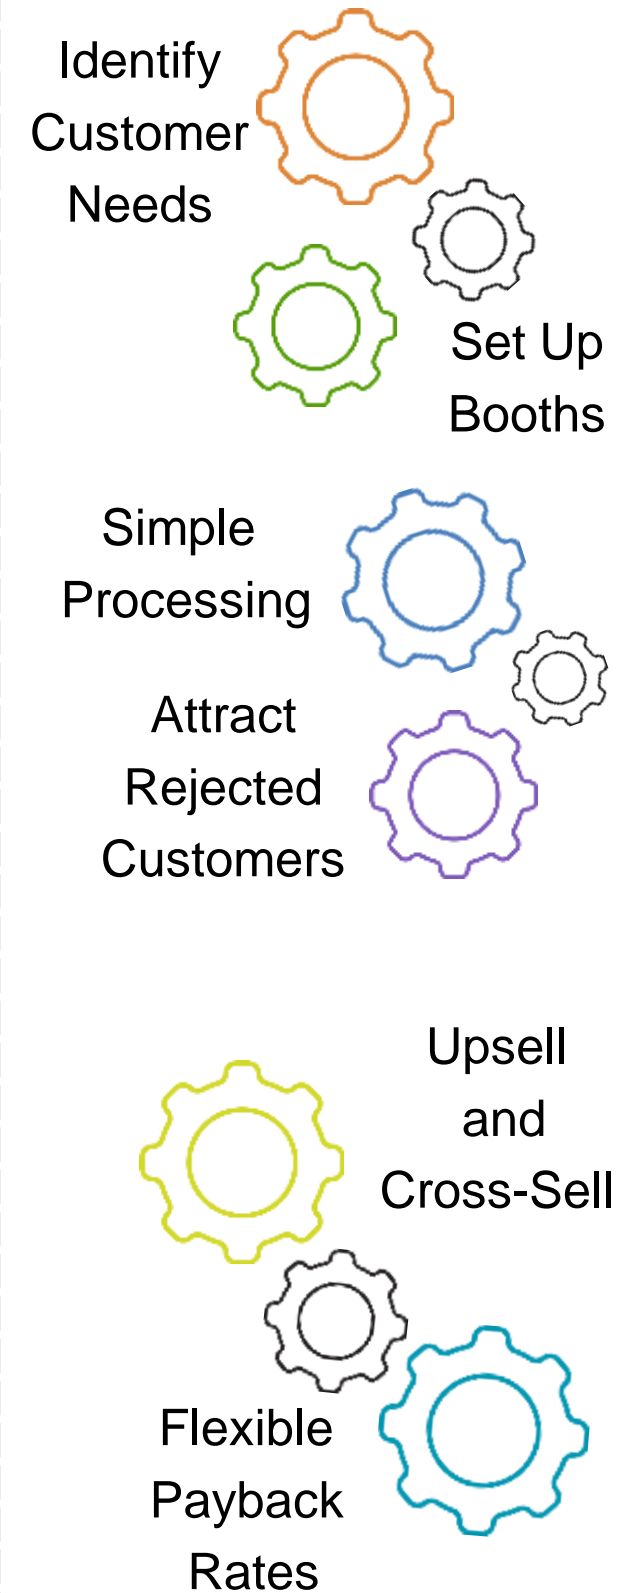 Identify
Customer
Needs
Set Up
Booths
Simple
Processing
Attract
Rejected
Customers
Upsell
and
Cross-Sell
Flexible
Payback
Rates